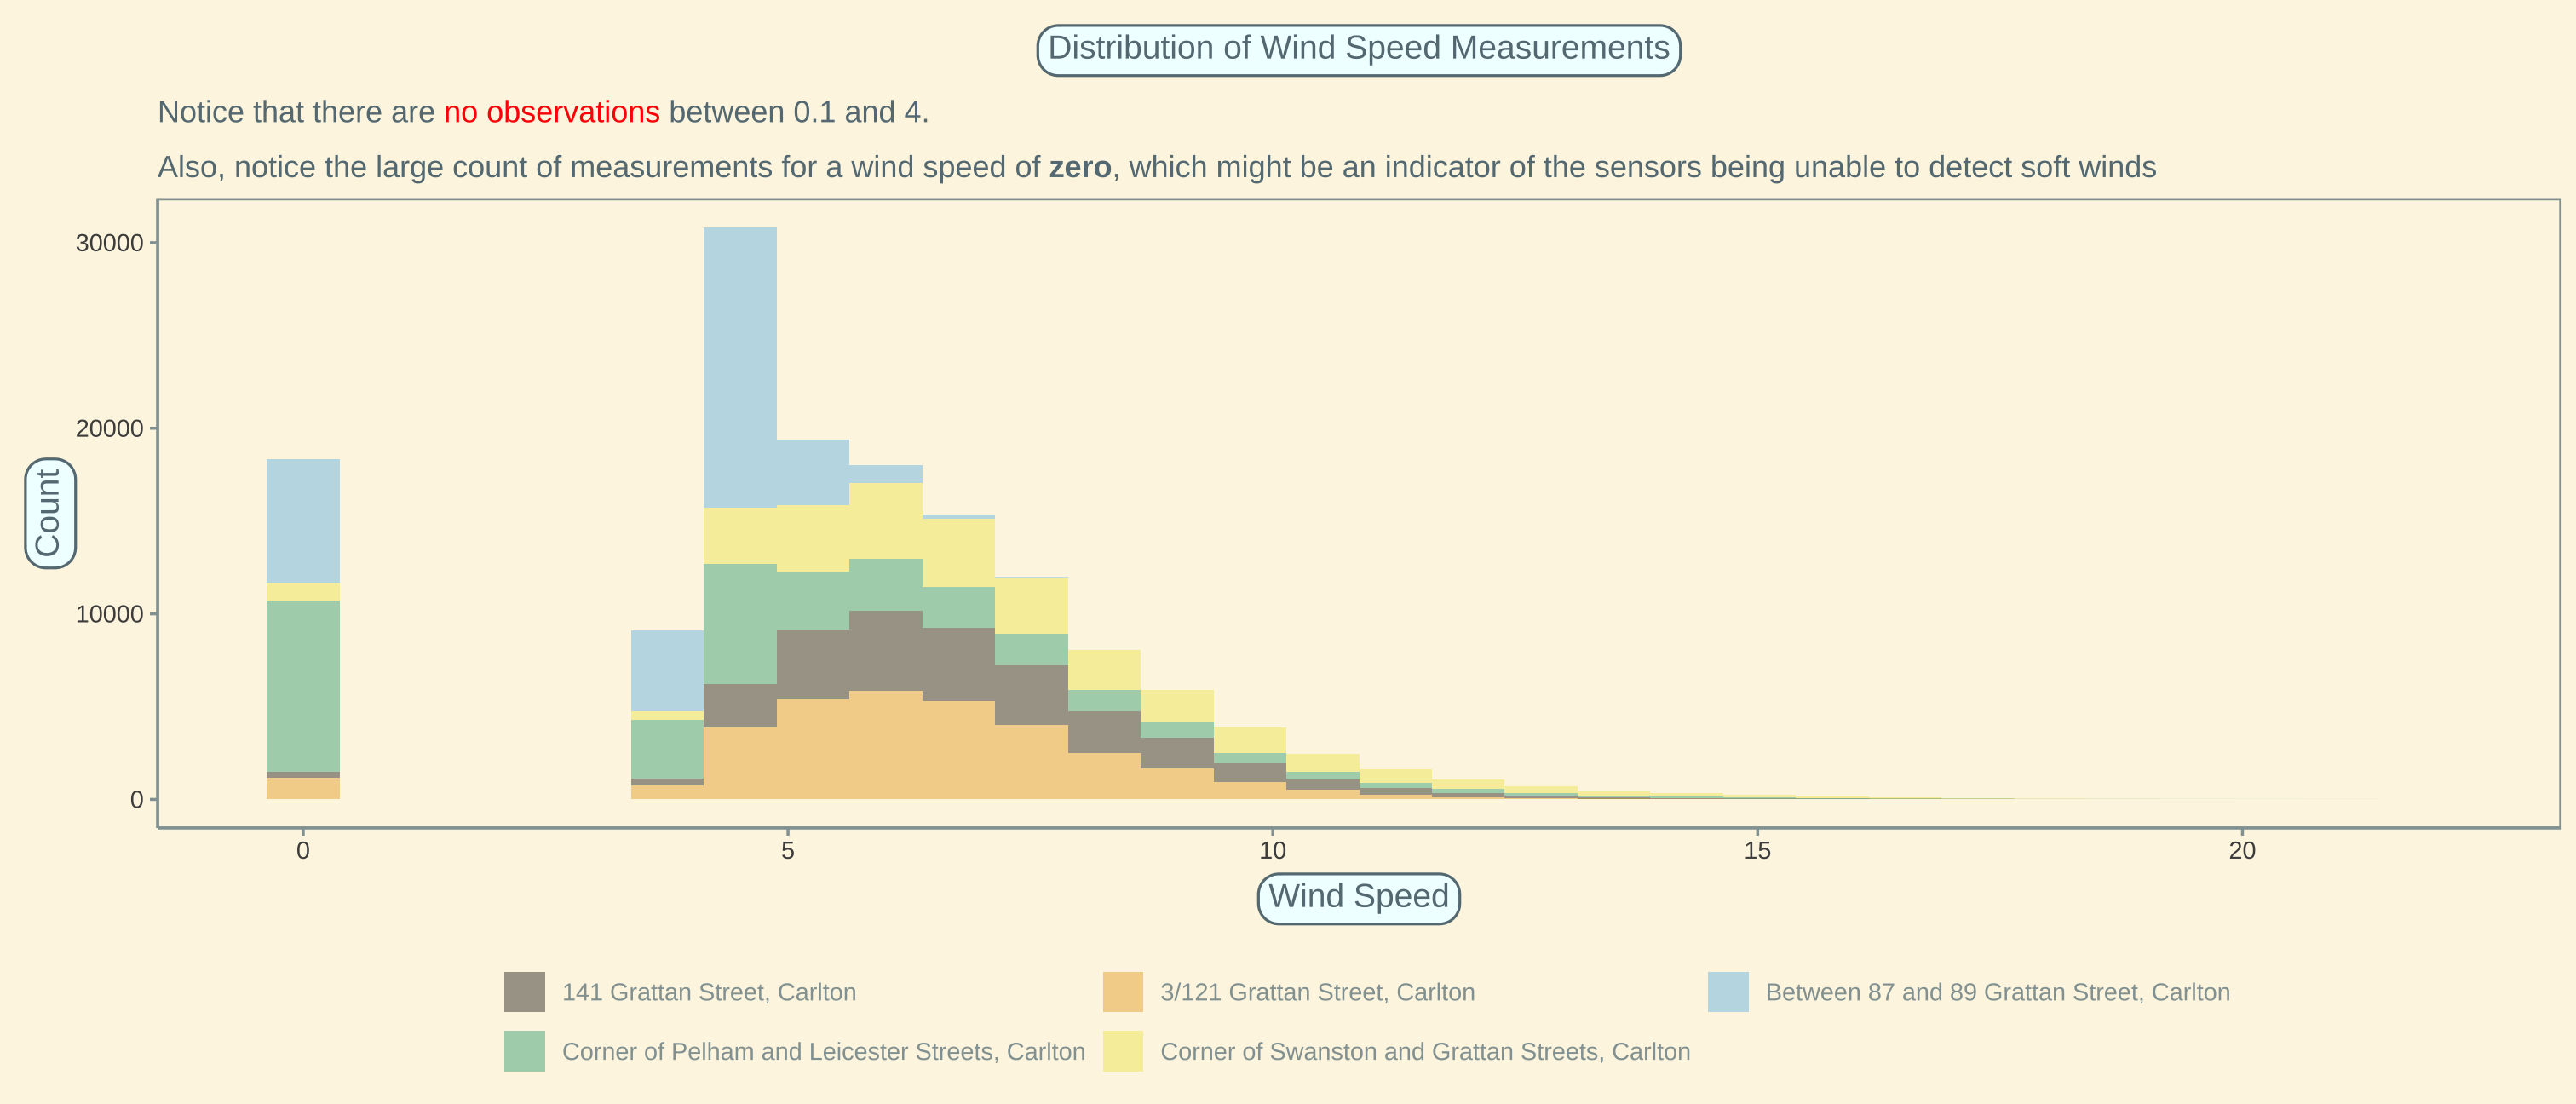 Distribution of Wind Speed Measurements
Notice that there are no observations between 0.1 and 4.
Also, notice the large count of measurements for a wind speed of zero, which might be an indicator of the sensors being unable to detect soft winds
30000
20000
10000
0
Count
0 5 10 15 20
Wind Speed
141 Grattan Street, Carlton 3/121 Grattan Street, Carlton Between 87 and 89 Grattan Street, Carlton
Corner of Pelham and Leicester Streets, Carlton Corner of Swanston and Grattan Streets, Carlton